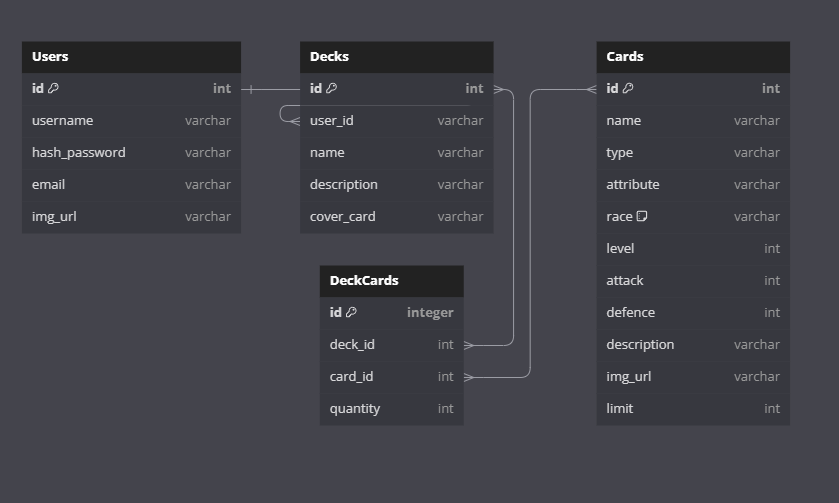 Users
id int
username varchar
hash_password varchar
email varchar
img_url varchar
Decks
id int
user_id varchar
name varchar
description varchar
cover_card varchar
DeckCards
id integer
deck_id int
card_id int
quantity int
Cards
id int
name varchar
type varchar
attribute varchar
race varchar
level int
attack int
defence int
description varchar
img_url varchar
limit int